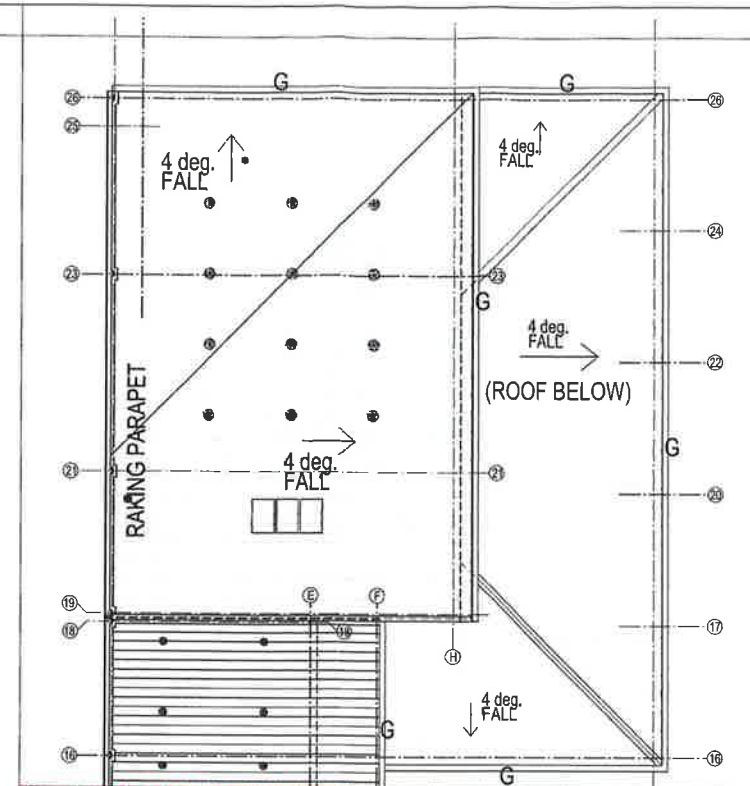 G
G
26
26
25
4 deg.
FALL
4 deg.
FALL
24
23
23
G
4 deg.
FALL
22
(ROOF BELOW)
RAKING PARAPET
G
21
21
4 deg.
FALL
20
19
E
F
18
18
17
H
4 deg.
FALL
G
16
16
G